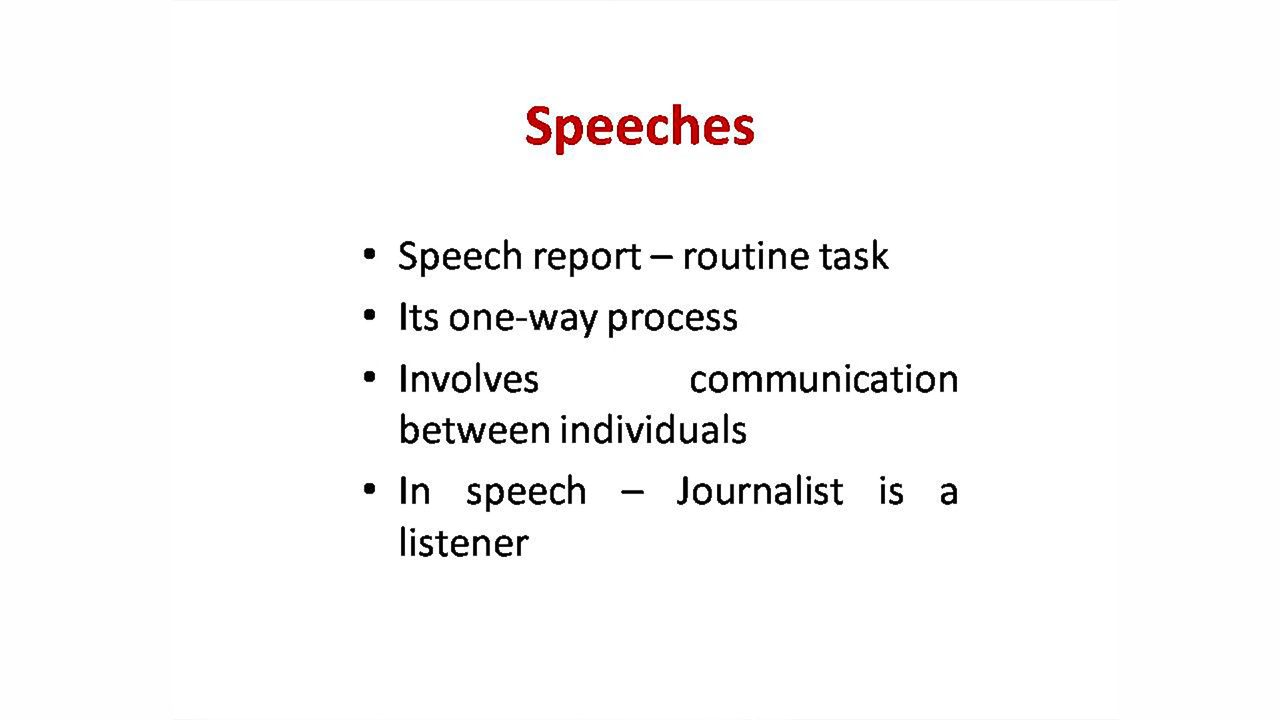 Speeches
• Speech report – routine task
• Its one-way process
• Involves communication
between individuals
• In speech – Journalist is a
listener